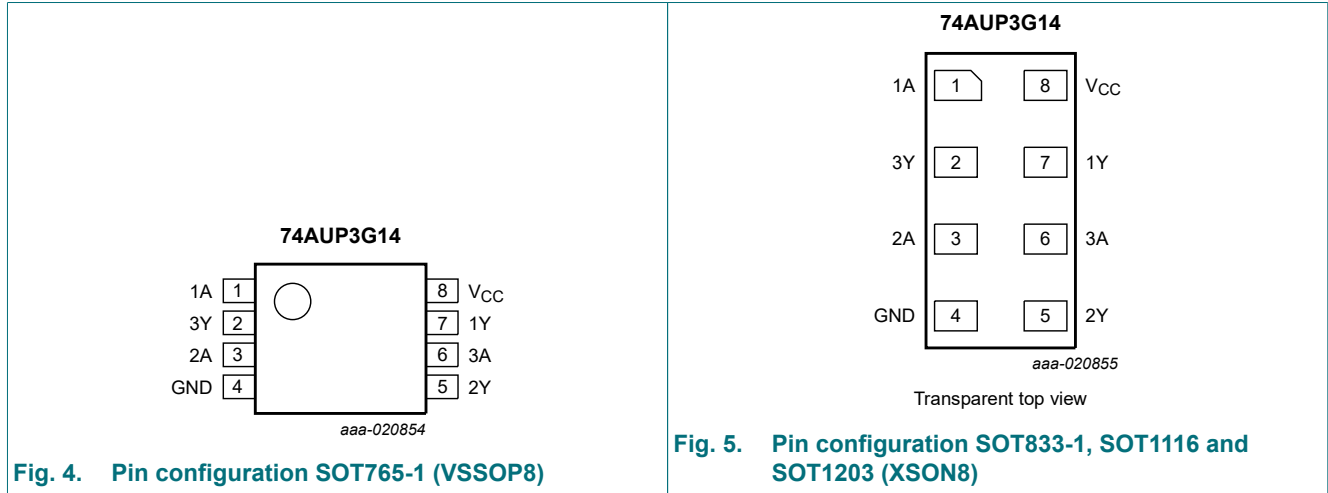 74AUP3G14
1A 1 8 VCC
3Y 2 7 1Y
2A 3 6 3A
GND 4 5 2Y
aaa-020854
Fig. 4. Pin configuration SOT765-1 (VSSOP8)
74AUP3G14
1A 1 8 VCC
3Y 2 7 1Y
2A 3 6 3A
GND 4 5 2Y
aaa-020855
Transparent top view
Fig. 5. Pin configuration SOT833-1, SOT1116 and
SOT1203 (XSON8)